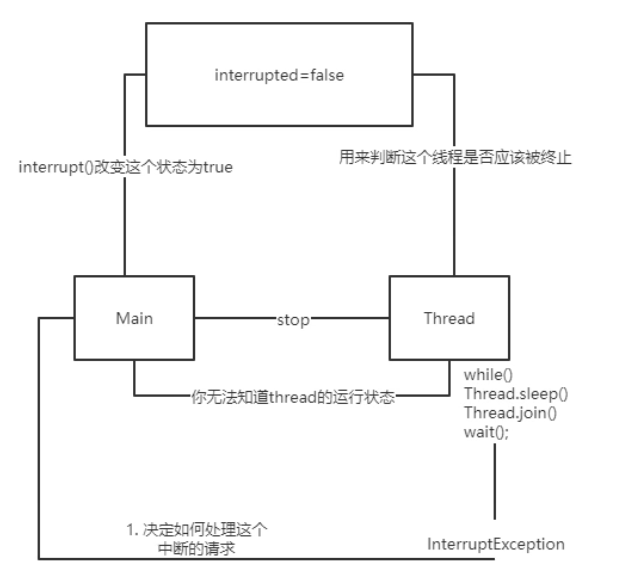 interrupted=false
interrupt()改变这个状态为true
用来判断这个线程是否应该被终止
Main
stop
Thread
你无法知道thread的运行状态
while()
Thread.sleep()
Thread.join()
wait();
1. 决定如何处理这个
中断的请求
InterruptException